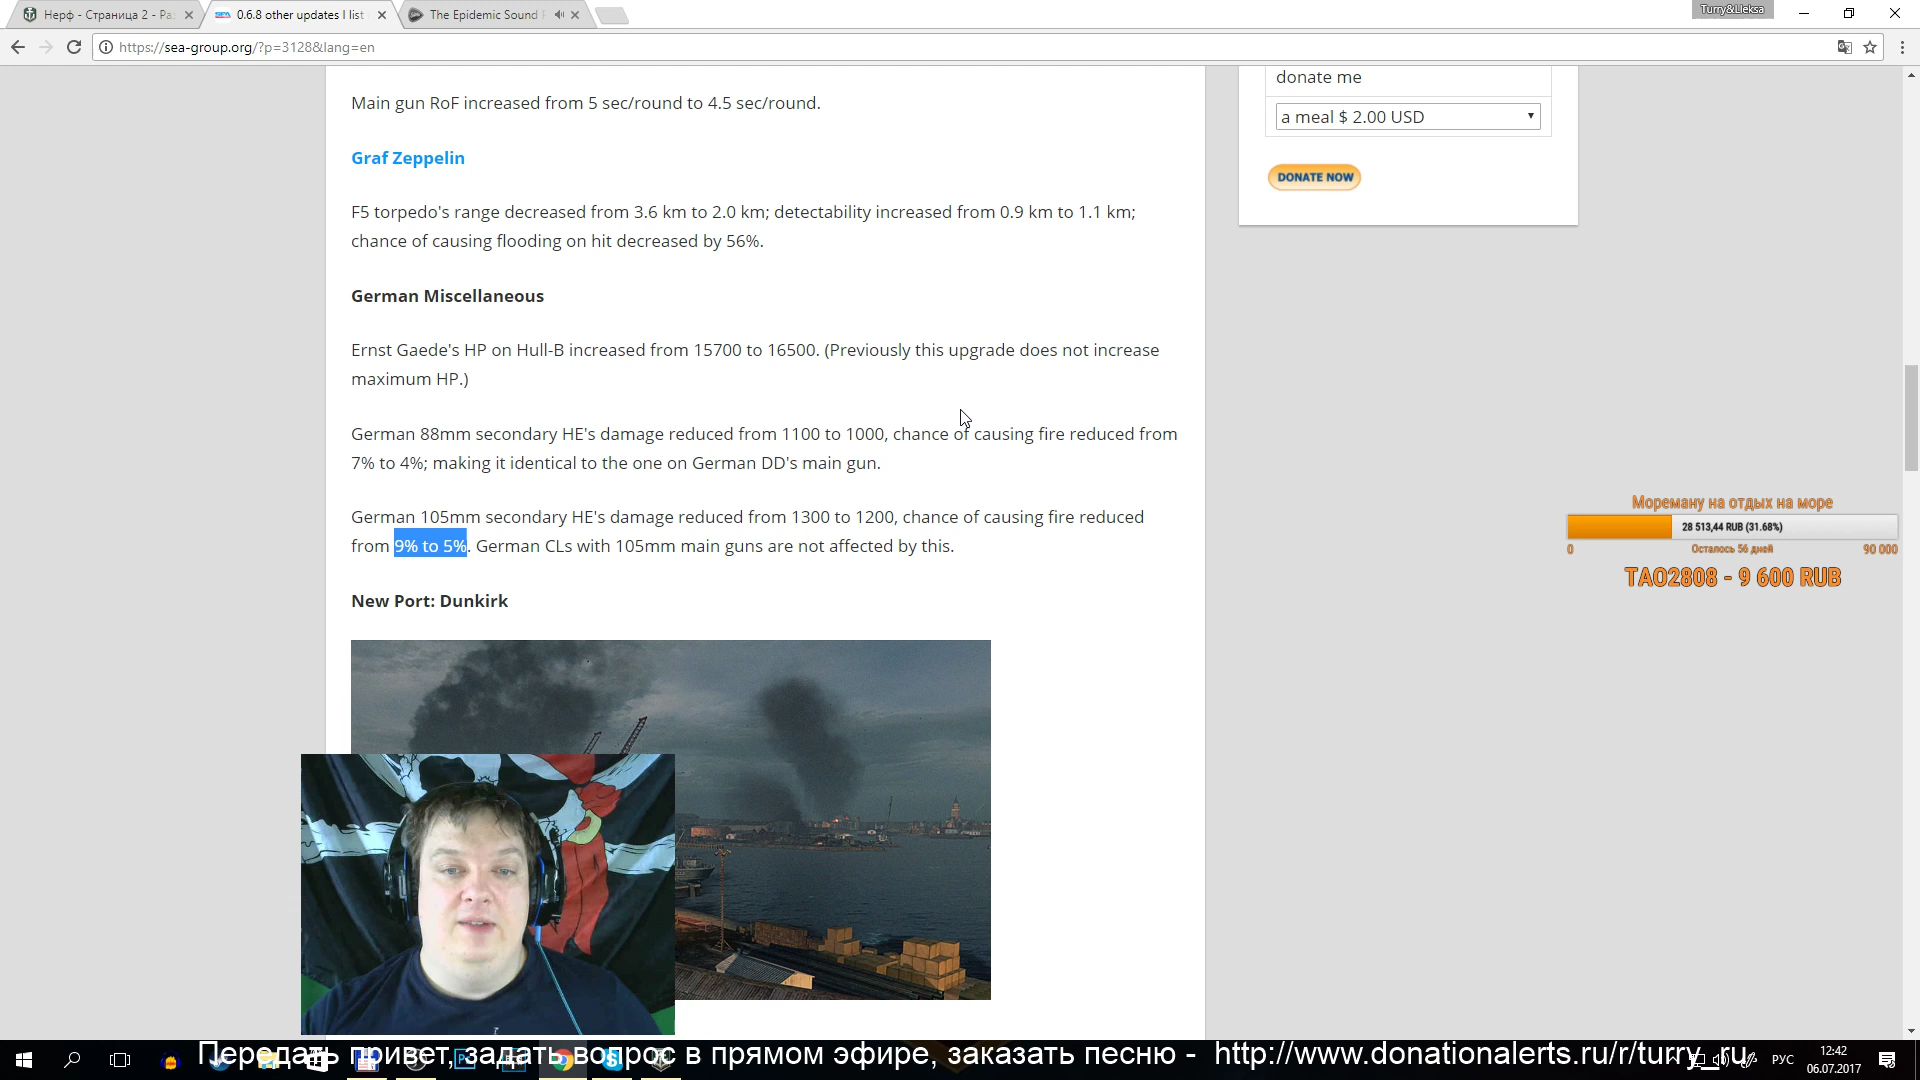 Нерф - Страница 2 - Ра
0.6.8 other updates I list
The Epidemic Sound
Turry&Lleksa
https://sea-group.org/?p=3128&lang=en
donate me
Main gun RoF increased from 5 sec/round to 4.5 sec/round.
a meal $ 2.00 USD
Graf Zeppelin
DONATE NOW
F5 torpedo's range decreased from 3.6 km to 2.0 km; detectability increased from 0.9 km to 1.1 km;
chance of causing flooding on hit decreased by 56%.
German Miscellaneous
Ernst Gaede's HP on Hull-B increased from 15700 to 16500. (Previously this upgrade does not increase
maximum HP.)
German 88mm secondary HE's damage reduced from 1100 to 1000, chance of causing fire reduced from
7% to 4%; making it identical to the one on German DD's main gun.
German 105mm secondary HE's damage reduced from 1300 to 1200, chance of causing fire reduced
from 9% to 5%. German CLs with 105mm main guns are not affected by this.
Мореману на отдых на море
28 513,44 RUB (31.68%)
0
Осталось 56 дней
90 000
TAO2808 - 9 600 RUB
New Port: Dunkirk
Передать привет, задать вопрос в прямом эфире, заказать песню - http://www.donationalerts.ru/r/turry_ru
РУС
12:42
06.07.2017